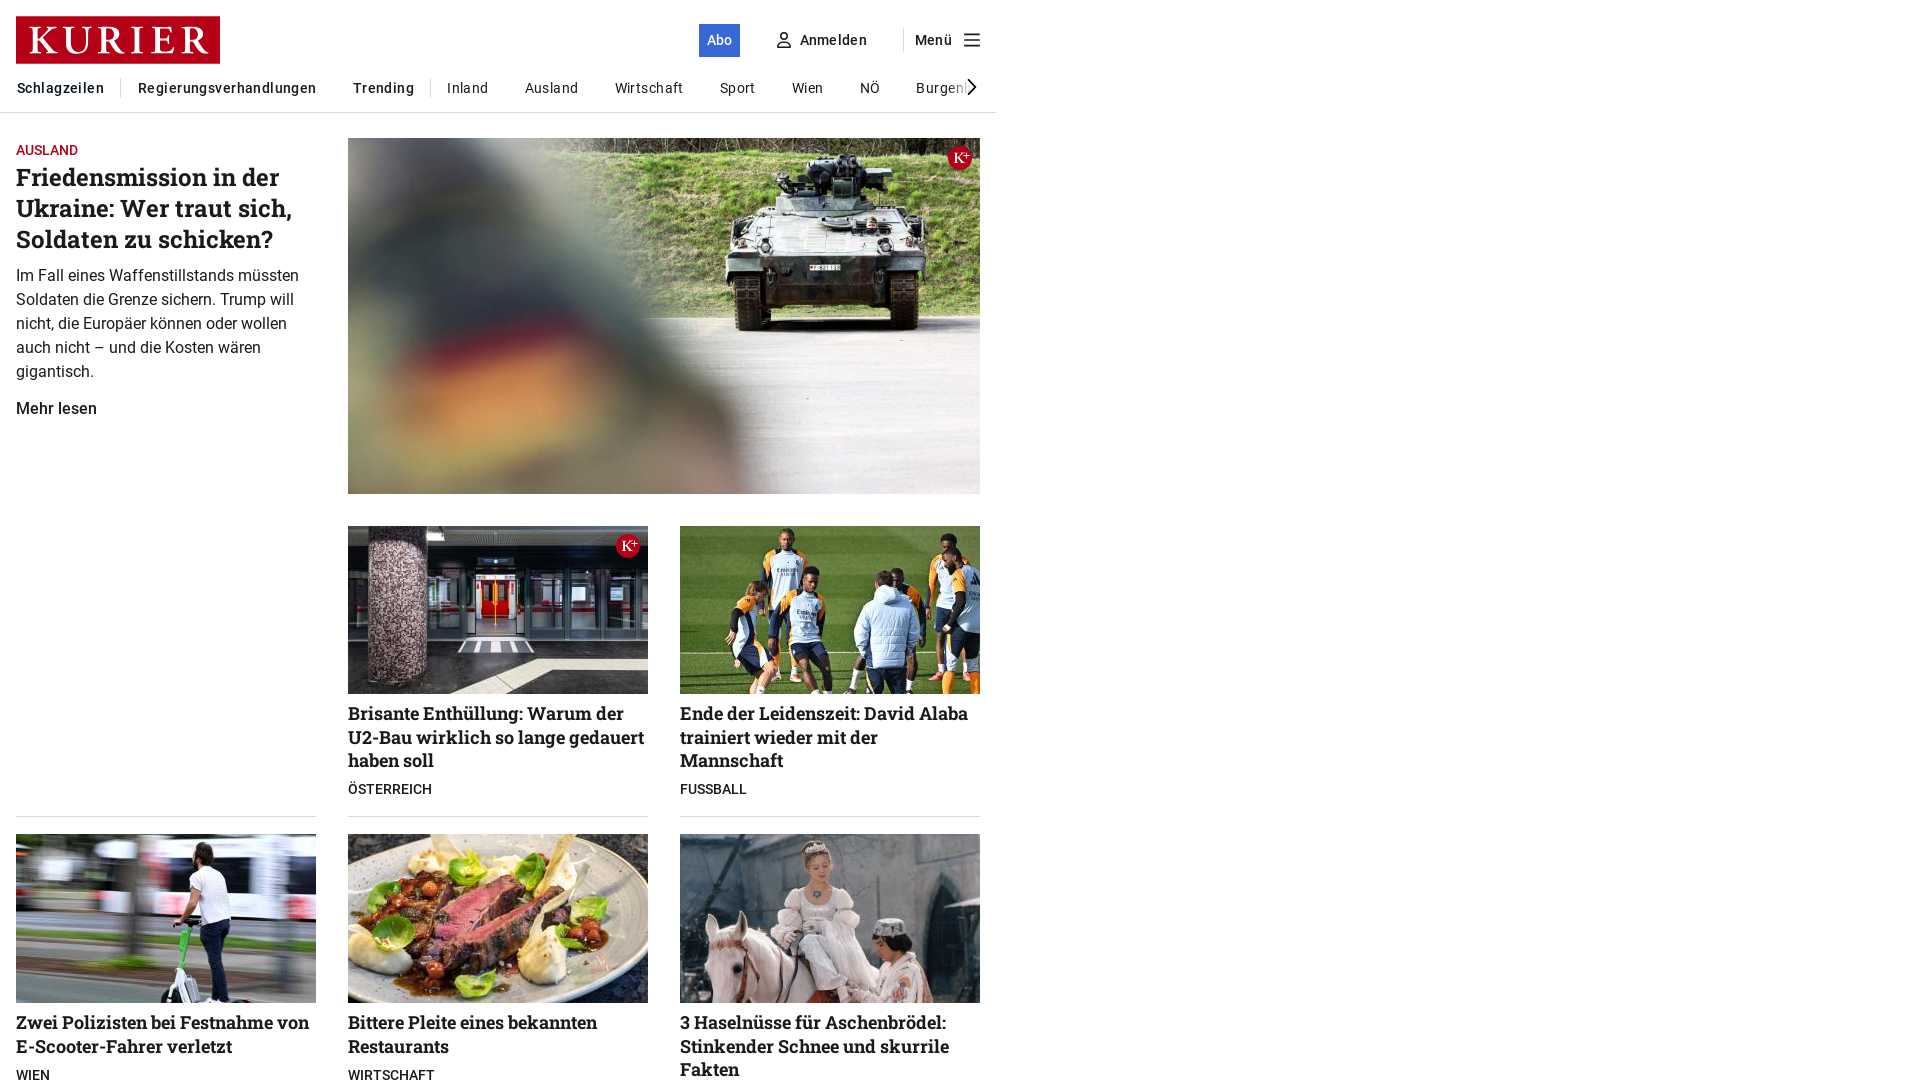 KURIER
Abo
Anmelden
Menü
Schlagzeilen
Regierungsverhandlungen
Trending
Inland
Ausland
Wirtschaft
Sport
Wien
NÖ
AUSLAND
Friedensmission in der
Ukraine: Wer traut sich,
Soldaten zu schicken?
Im Fall eines Waffenstillstands müssten
Soldaten die Grenze sichern. Trump will
nicht, die Europäer können oder wollen
auch nicht – und die Kosten wären
gigantisch.
Mehr lesen
K+
K+
Brisante Enthüllung: Warum der
U2-Bau wirklich so lange gedauert
haben soll
ÖSTERREICH
Ende der Leidenszeit: David Alaba
trainiert wieder mit der
Mannschaft
FUSSBALL
Zwei Polizisten bei Festnahme von
E-Scooter-Fahrer verletzt
WIEN
Bittere Pleite eines bekannten
Restaurants
WIRTSCHAFT
3 Haselnüsse für Aschenbrödel:
Stinkender Schnee und skurrile
Fakten